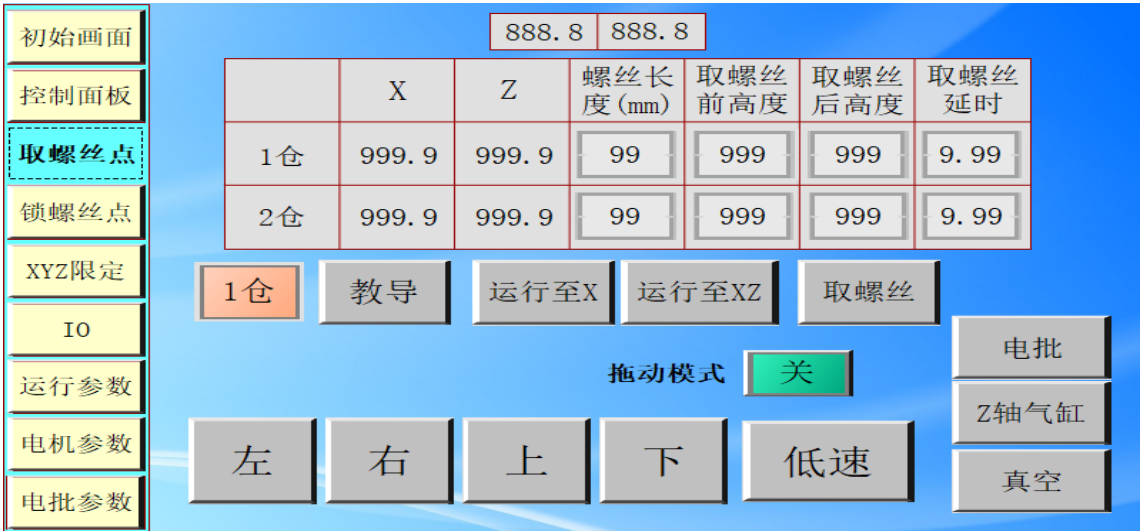 初始画面
控制面板
取螺丝点
锁螺丝点
XYZ限定
IO
运行参数
电机参数
电批参数
888.8 888.8
X Z 螺丝长度(mm) 取螺丝前高度 取螺丝后高度 取螺丝延时
1仓 999.9 999.9 99 999 999 9.99
2仓 999.9 999.9 99 999 999 9.99
1仓 教导 运行至X 运行至XZ 取螺丝
拖动模式 关
电批
Z轴气缸
真空
左 右 上 下 低速